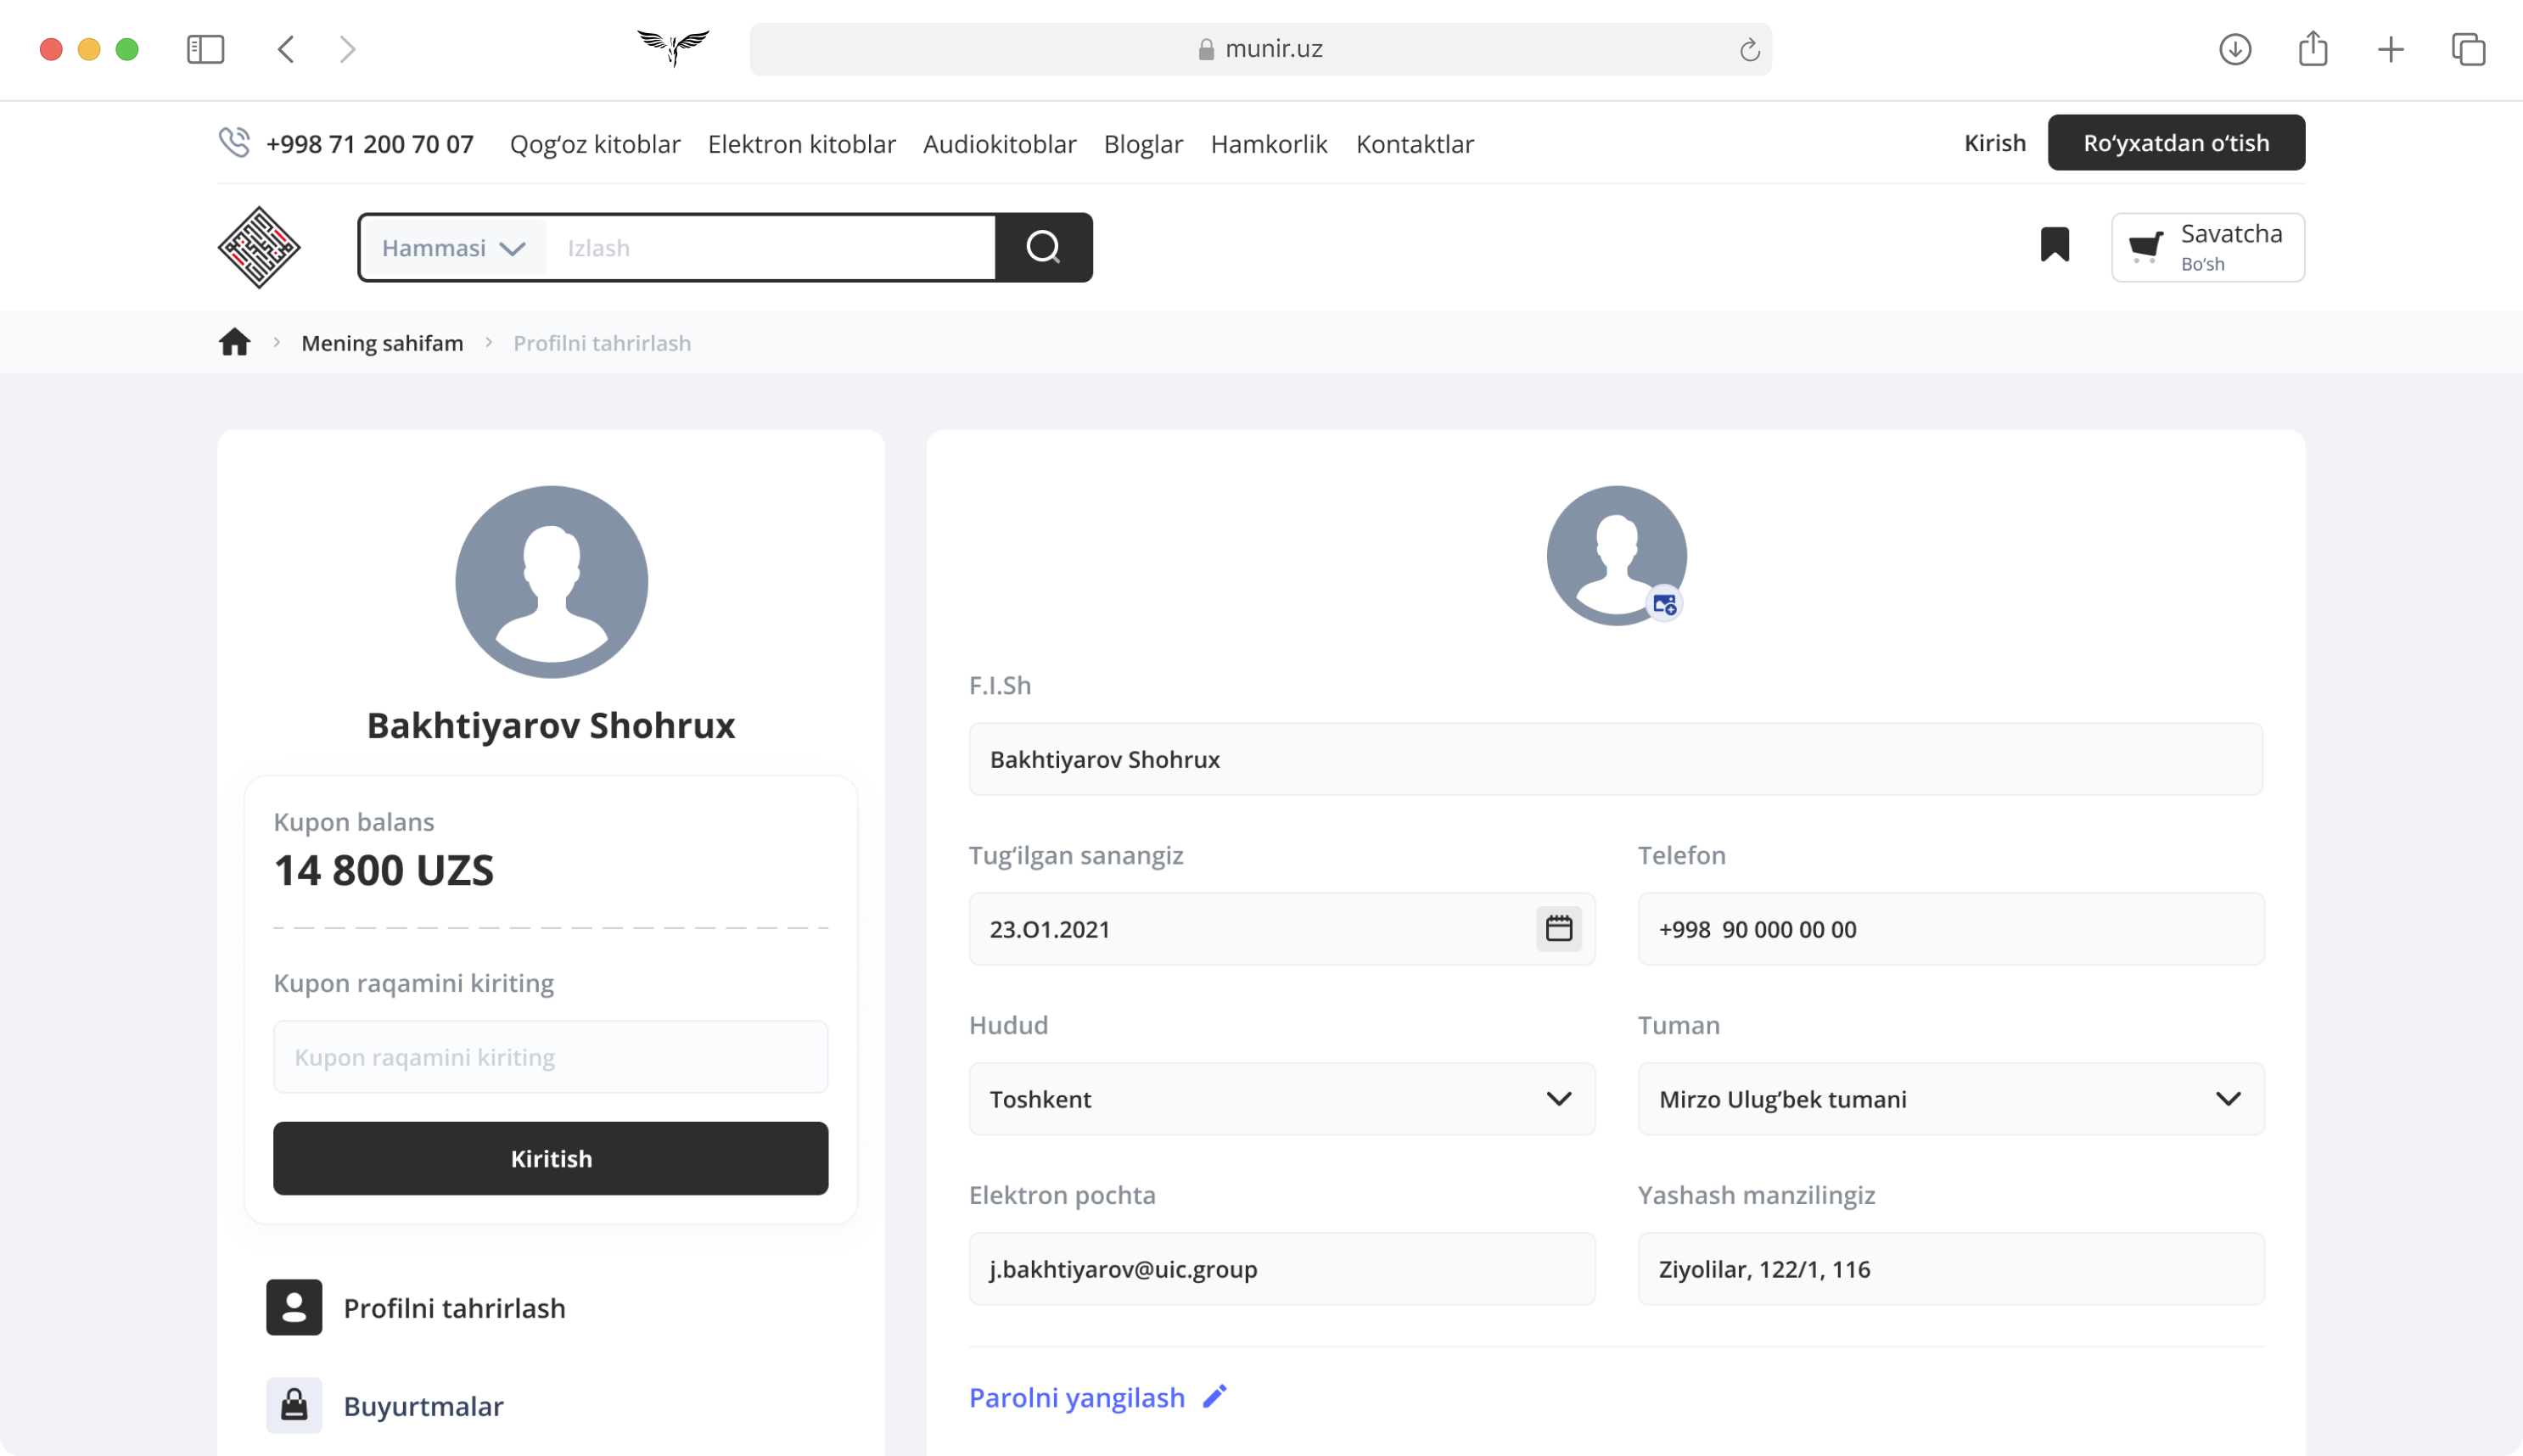 munir.uz
+998 71 200 70 07 Qog‘oz kitoblar Elektron kitoblar Audiokitoblar Bloglar Hamkorlik Kontaktlar Kirish Ro‘yxatdan o‘tish
Hammasi Izlash
Savatcha
Bo‘sh
Mening sahifam Profilni tahrirlash
Bakhtiyarov Shohrux
Kupon balans
14 800 UZS
Kupon raqamini kiriting
Kupon raqamini kiriting
Kiritish
Profilni tahrirlash
Buyurtmalar
F.I.Sh
Bakhtiyarov Shohrux
Tug‘ilgan sanangiz Telefon
23.O1.2021 +998 90 000 00 00
Hudud Tuman
Toshkent Mirzo Ulug‘bek tumani
Elektron pochta Yashash manzilingiz
j.bakhtiyarov@uic.group Ziyolilar, 122/1, 116
Parolni yangilash